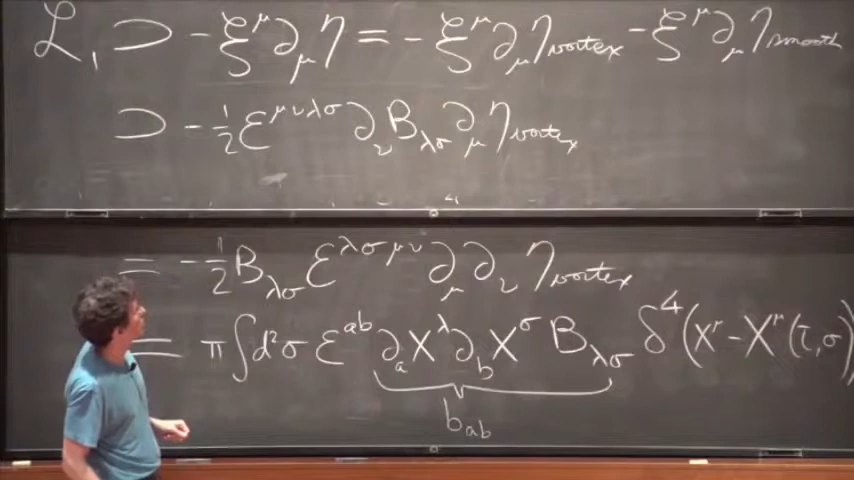 ℒ₁ ⊃ −ξ^μ ∂_μ η = −ξ^μ ∂_μ η_vortex − ξ^μ ∂_μ η_smooth
⊃ −½ ε^{μνλσ} ∂_ν B_{λσ} ∂_μ η_vortex
= −½ B_{λσ} ε^{λσμν} ∂_μ ∂_ν η_vortex
= π ∫d²σ ε^{ab} ∂_a X^λ ∂_b X^σ B_{λσ} δ⁴(x^μ − X^μ(τ,σ))
b_{ab}